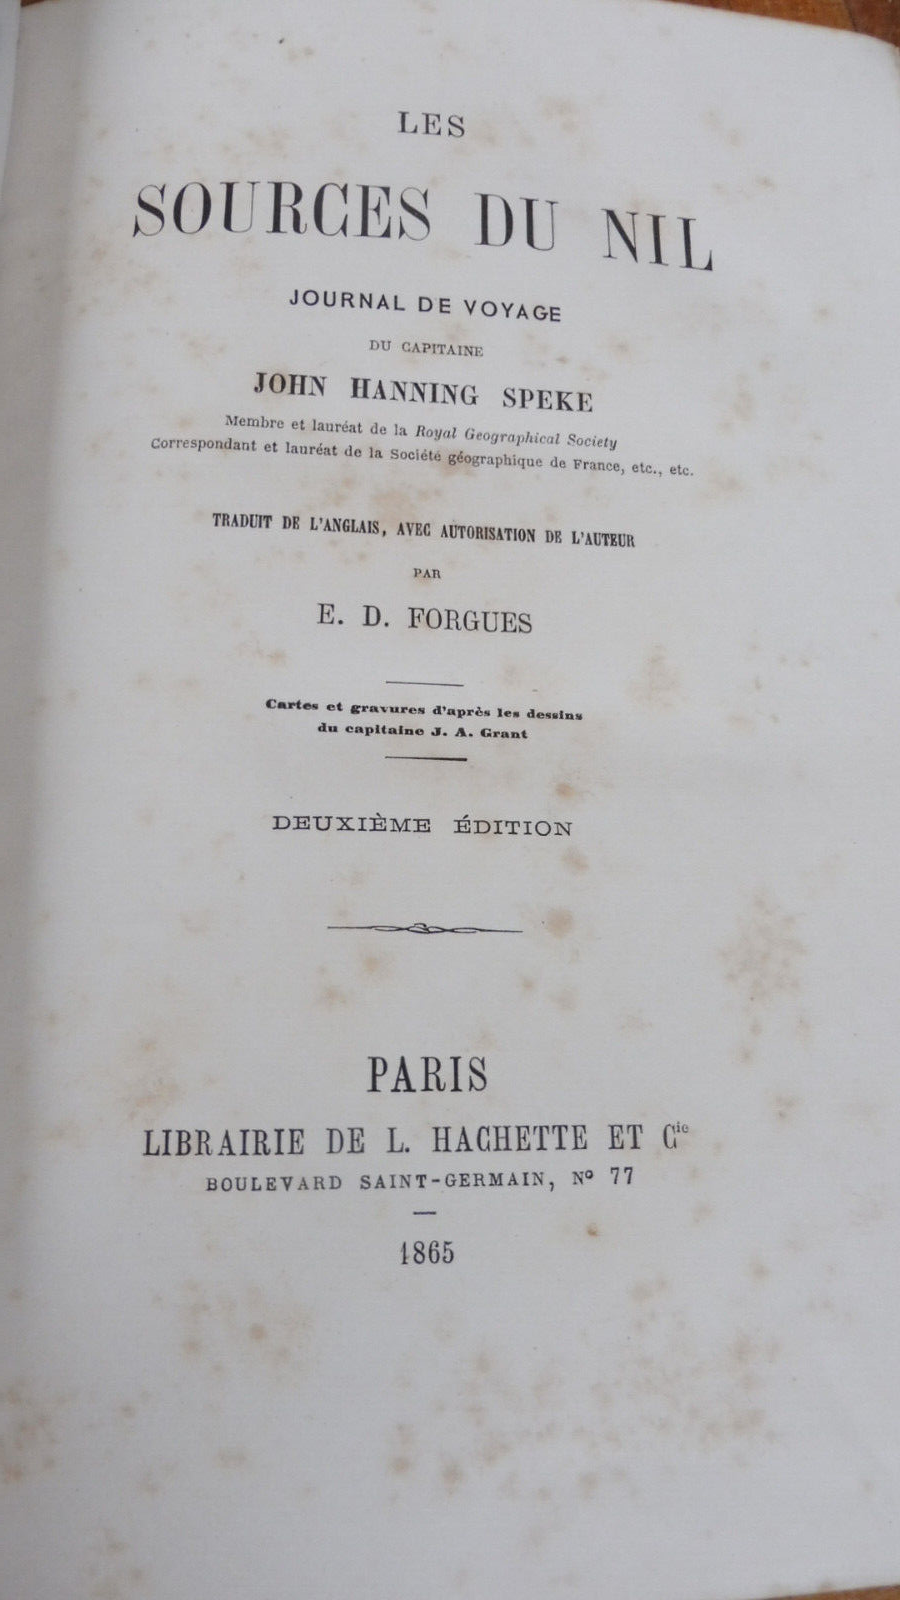 LES
SOURCES DU NIL
JOURNAL DE VOYAGE
DU CAPITAINE
JOHN HANNING SPEKE
Membre et lauréat de la Royal Geographical Society
Correspondant et lauréat de la Société géographique de France, etc., etc.
TRADUIT DE L'ANGLAIS, AVEC AUTORISATION DE L'AUTEUR
PAR
E. D. FORGUES
Cartes et gravures d'après les dessins
du capitaine J. A. Grant
DEUXIÈME ÉDITION
PARIS
LIBRAIRIE DE L. HACHETTE ET Cie
BOULEVARD SAINT-GERMAIN, Nº 77
1865